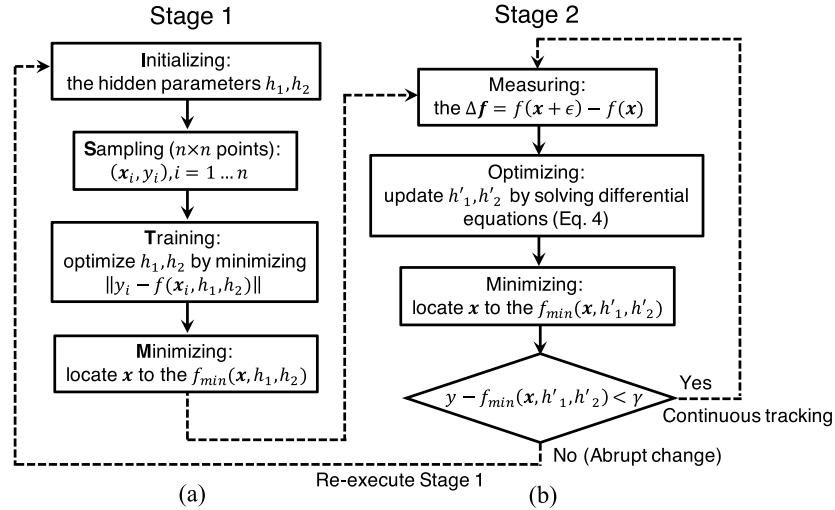 Stage 1
Initializing:
the hidden parameters h₁,h₂
Sampling (n×n points):
(xᵢ,yᵢ),i = 1 … n
Training:
optimize h₁,h₂ by minimizing
‖yᵢ − f(xᵢ,h₁,h₂)‖
Minimizing:
locate x to the f_min(x,h₁,h₂)
(a)
Stage 2
Measuring:
the Δf = f(x + ϵ) − f(x)
Optimizing:
update h′₁,h′₂ by solving differential
equations (Eq. 4)
Minimizing:
locate x to the f_min(x,h′₁,h′₂)
y − f_min(x,h′₁,h′₂) < γ
Yes
Continuous tracking
No (Abrupt change)
Re-execute Stage 1
(b)